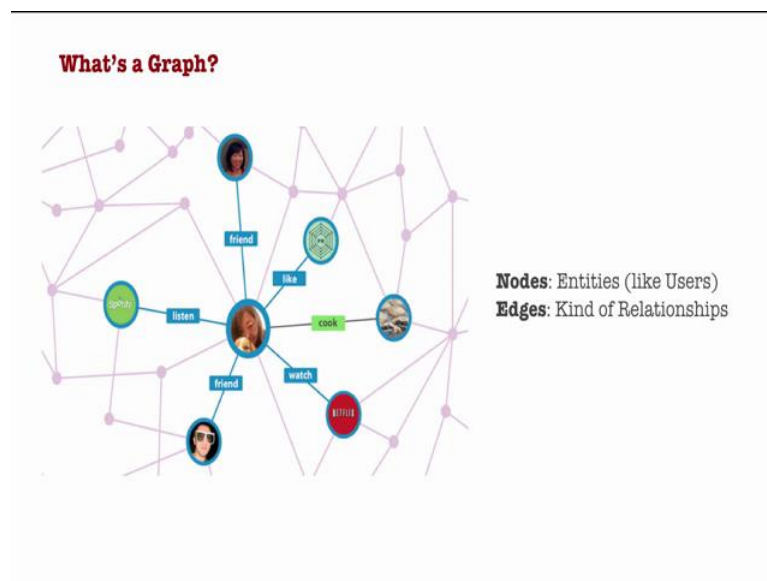 What's a Graph?
friend
like
Spotify
listen
cook
Nodes: Entities (like Users)
Edges: Kind of Relationships
friend
watch
NETFLIX